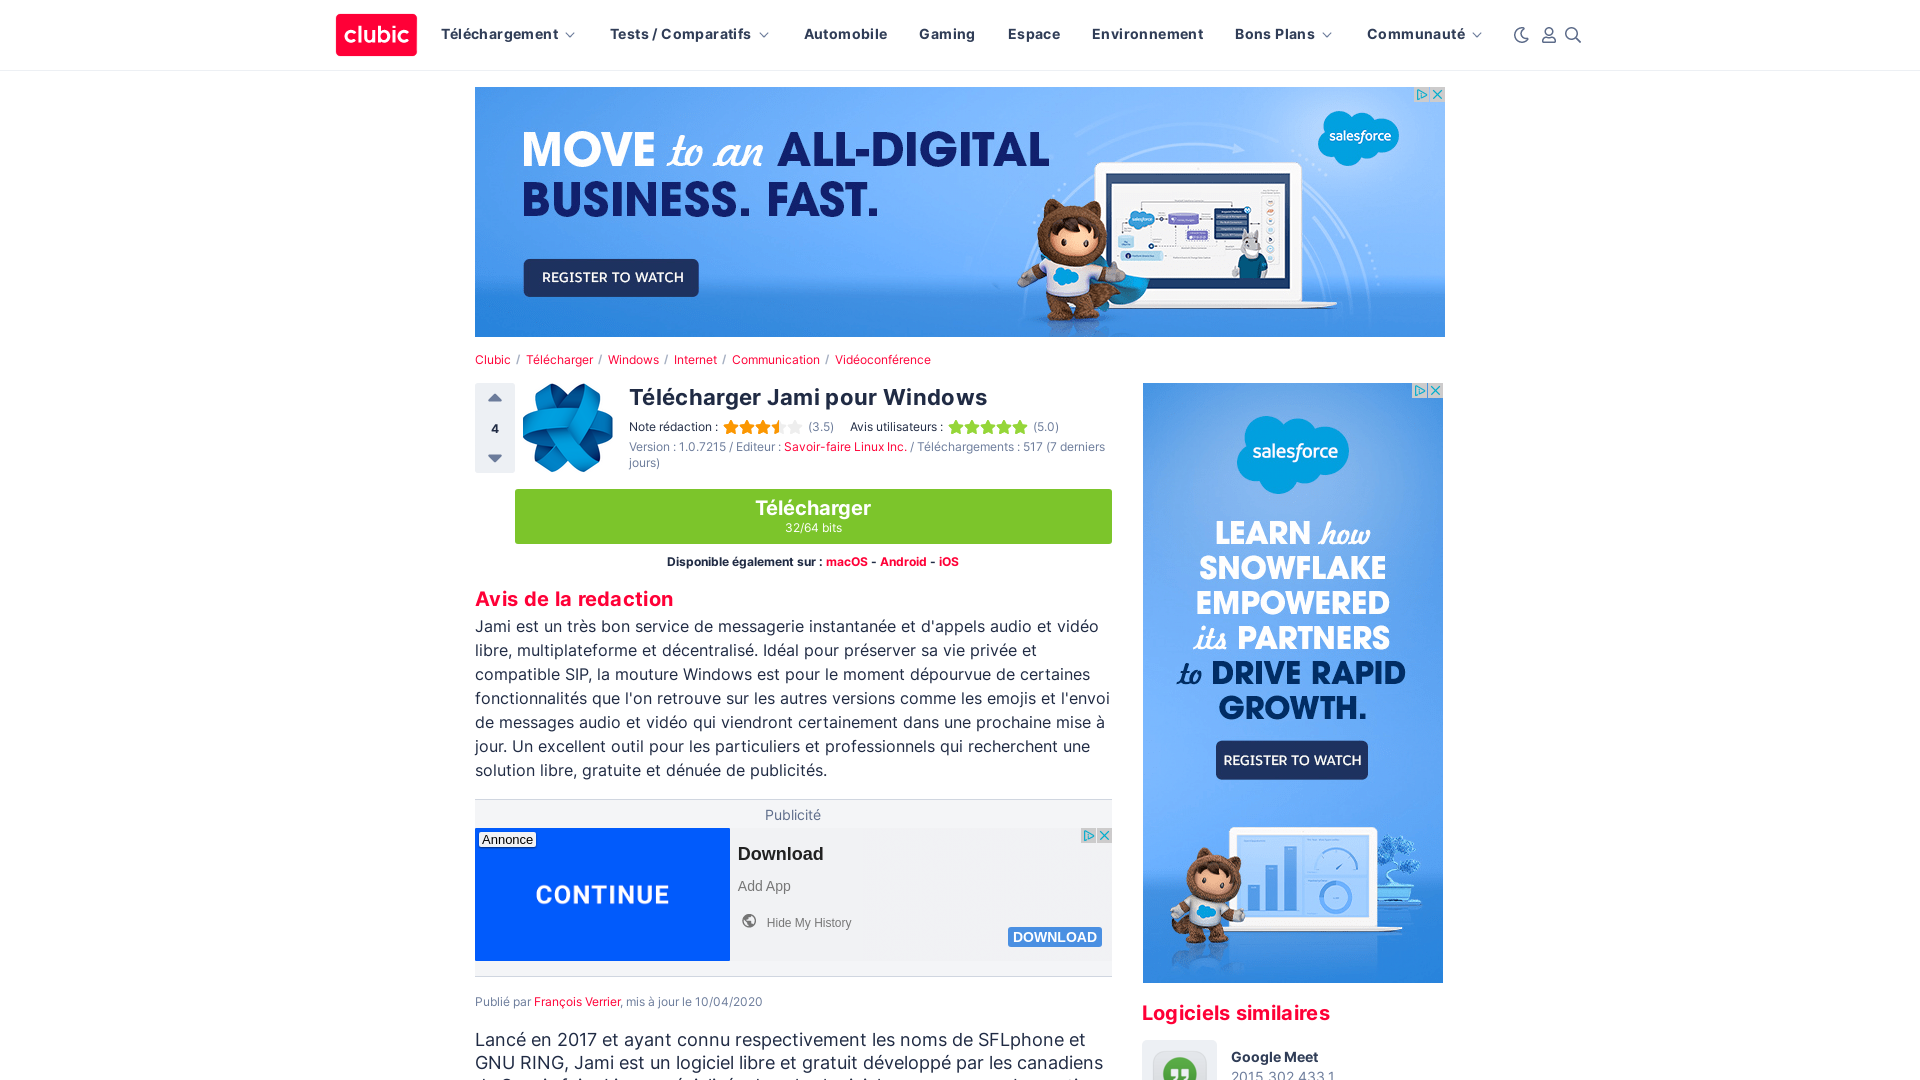 clubic
Téléchargement
Tests / Comparatifs
Automobile
Gaming
Espace
Environnement
Bons Plans
Communauté
MOVE to an ALL-DIGITAL
BUSINESS. FAST.
REGISTER TO WATCH
salesforce
Clubic / Télécharger / Windows / Internet / Communication / Vidéoconférence
4
Télécharger Jami pour Windows
Note rédaction : (3.5) Avis utilisateurs : (5.0)
Version : 1.0.7215 / Editeur : Savoir-faire Linux Inc. / Téléchargements : 517 (7 derniers
jours)
Télécharger
32/64 bits
Disponible également sur : macOS - Android - iOS
Avis de la redaction
Jami est un très bon service de messagerie instantanée et d'appels audio et vidéo
libre, multiplateforme et décentralisé. Idéal pour préserver sa vie privée et
compatible SIP, la mouture Windows est pour le moment dépourvue de certaines
fonctionnalités que l'on retrouve sur les autres versions comme les emojis et l'envoi
de messages audio et vidéo qui viendront certainement dans une prochaine mise à
jour. Un excellent outil pour les particuliers et professionnels qui recherchent une
solution libre, gratuite et dénuée de publicités.
Publicité
Annonce
CONTINUE
Download
Add App
Hide My History
DOWNLOAD
Publié par François Verrier, mis à jour le 10/04/2020
Lancé en 2017 et ayant connu respectivement les noms de SFLphone et
GNU RING, Jami est un logiciel libre et gratuit développé par les canadiens
salesforce
LEARN how
SNOWFLAKE
EMPOWERED
its PARTNERS
to DRIVE RAPID
GROWTH.
REGISTER TO WATCH
Logiciels similaires
Google Meet
2015.302.433.1